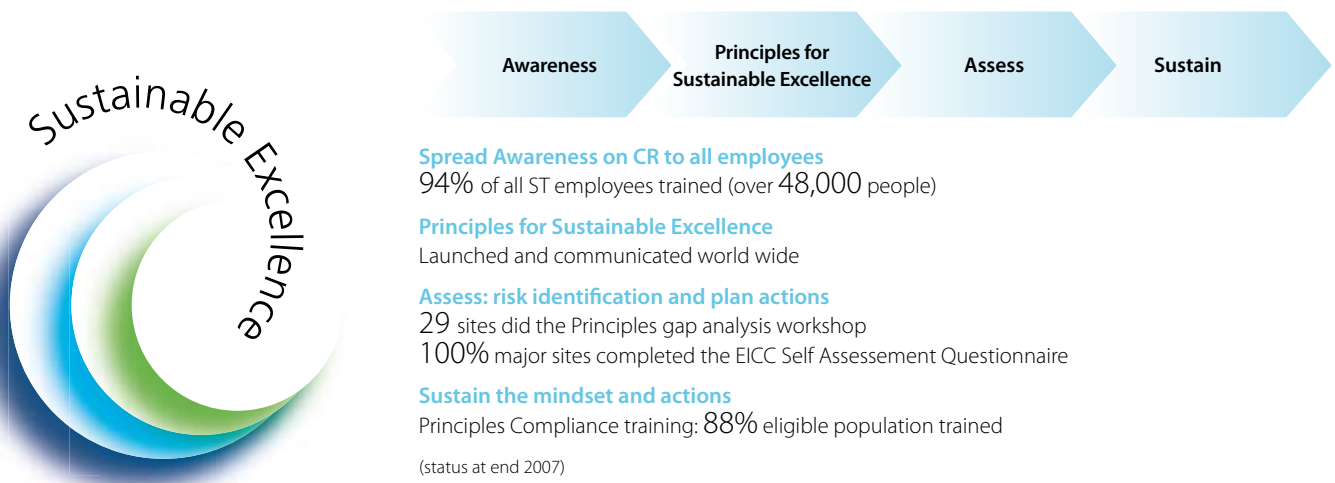 Sustainable Excellence
Awareness
Principles for
Sustainable Excellence
Assess
Sustain
Spread Awareness on CR to all employees
94% of all ST employees trained (over 48,000 people)
Principles for Sustainable Excellence
Launched and communicated world wide
Assess: risk identification and plan actions
29 sites did the Principles gap analysis workshop
100% major sites completed the EICC Self Assessement Questionnaire
Sustain the mindset and actions
Principles Compliance training: 88% eligible population trained
(status at end 2007)